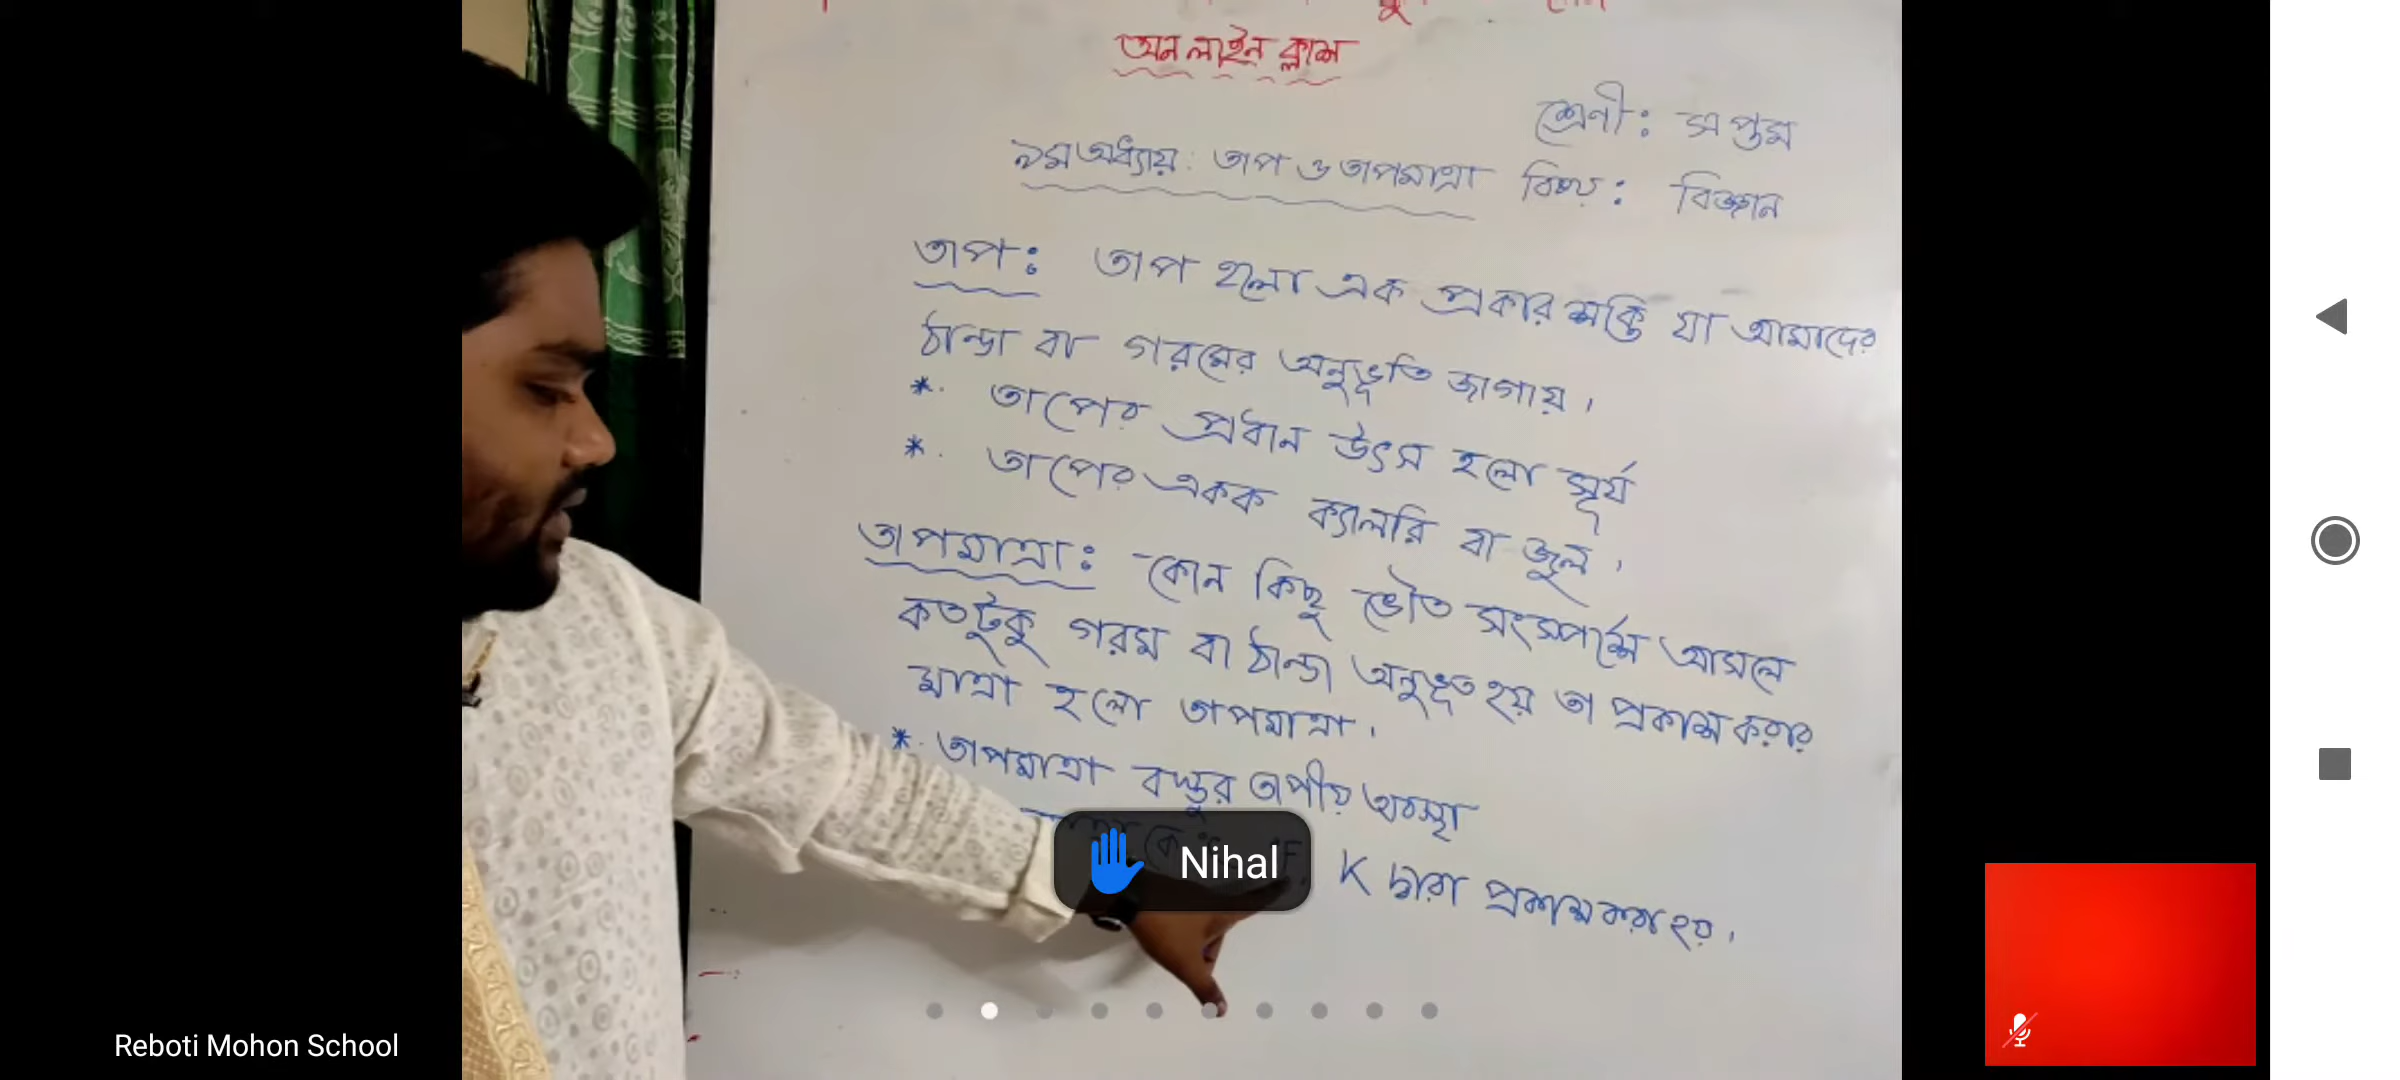 অনলাইন ক্লাশ
শ্রেণী: সপ্তম
৯ম অধ্যায়: তাপ ও তাপমাত্রা বিষয়: বিজ্ঞান
তাপ: তাপ হলো এক প্রকার শক্তি যা আমাদের
ঠান্ডা বা গরমের অনুভূতি জাগায়।
* তাপের প্রধান উৎস হলো সূর্য
* তাপের একক ক্যালরি বা জুল।
তাপমাত্রা: কোন কিছু ভৌত সংস্পর্শে আসলে
কতটুকু গরম বা ঠান্ডা অনুভূত হয় তা প্রকাশ করার
মাত্রা হলো তাপমাত্রা।
* তাপমাত্রা বস্তুর তাপীয় অবস্থা
K দ্বারা প্রকাশ করা হয়।
Nihal
Reboti Mohon School